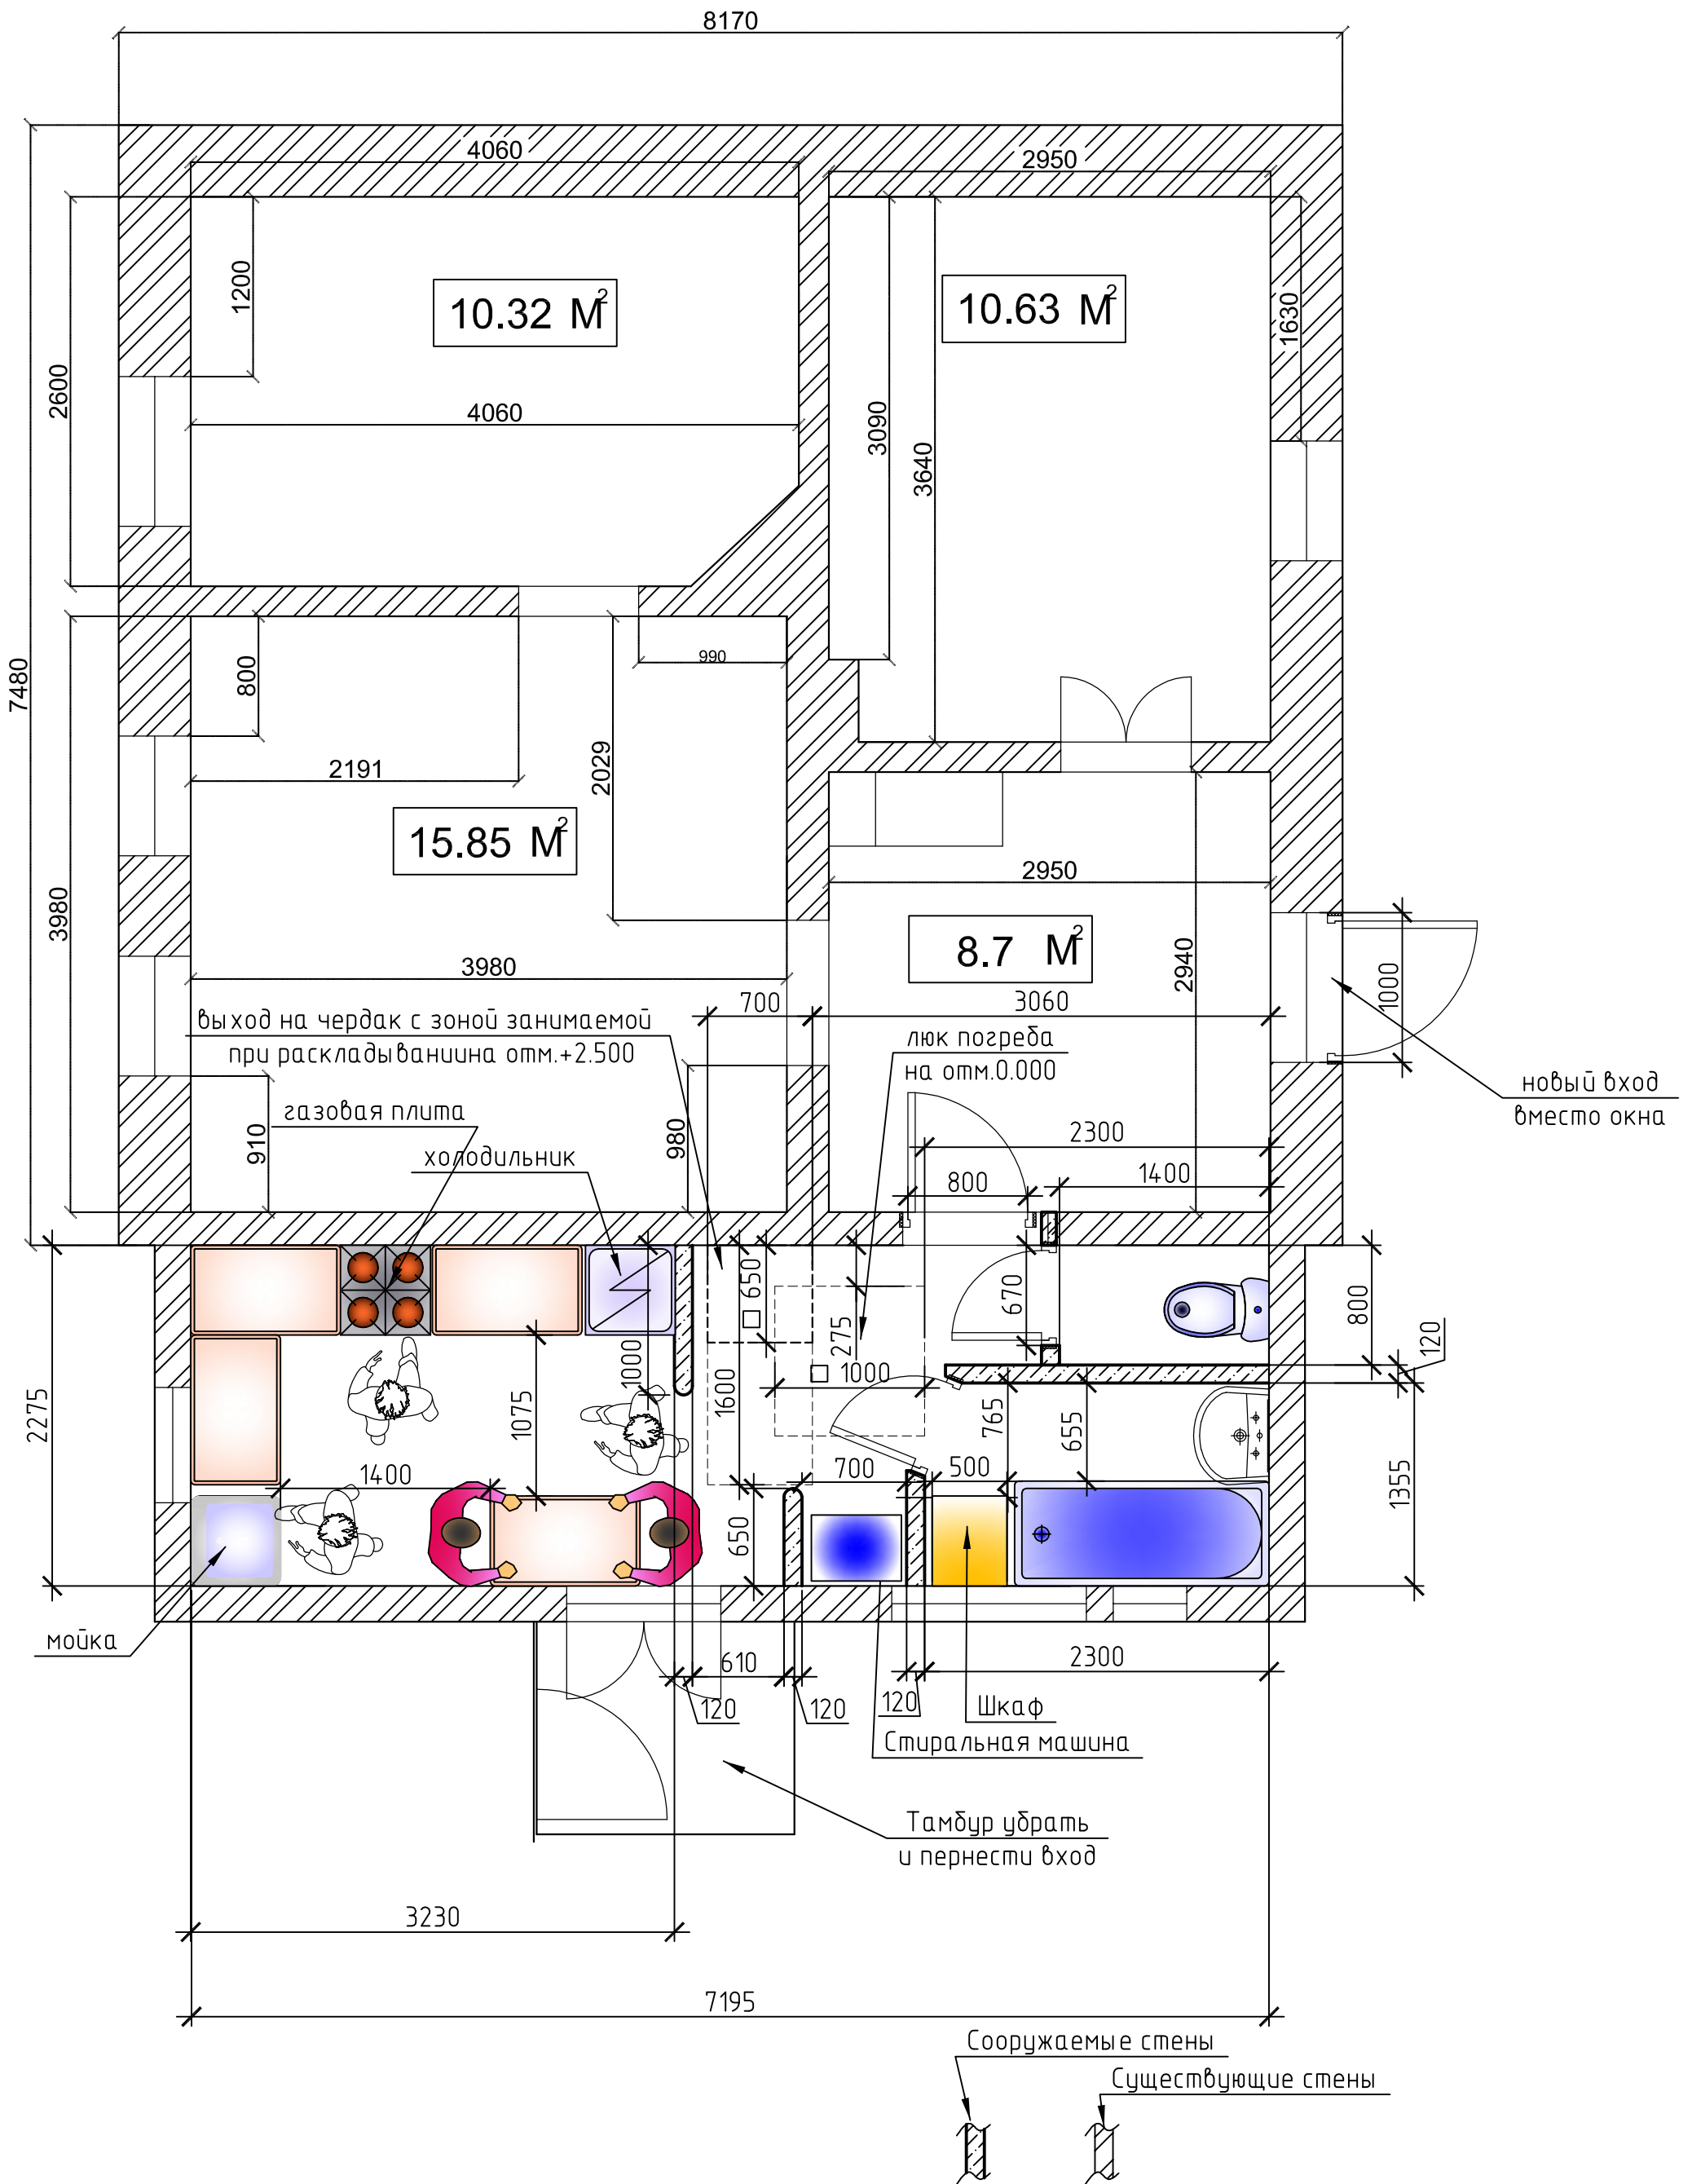 8170
4060
2950
1200
10.32 М2
10.63 М2
1630
2600
4060
3090
3640
7480
800
990
2191
2029
15.85 М2
2950
3980
8.7 М2
2940
3980
700
3060
1000
выход на чердак с зоной занимаемой
при раскладываниина отм.+2.500
люк погреба
на отм.0.000
новый вход
вместо окна
газовая плита
910
980
2300
холодильник
1400
800
650
670
800
275
120
1000
1000
2275
1075
1600
765
655
1400
700
500
1355
650
мойка
610
2300
120
120
120
Шкаф
Стиральная машина
Тамбур убрать
и пернести вход
3230
7195
Сооружаемые стены
Существующие стены